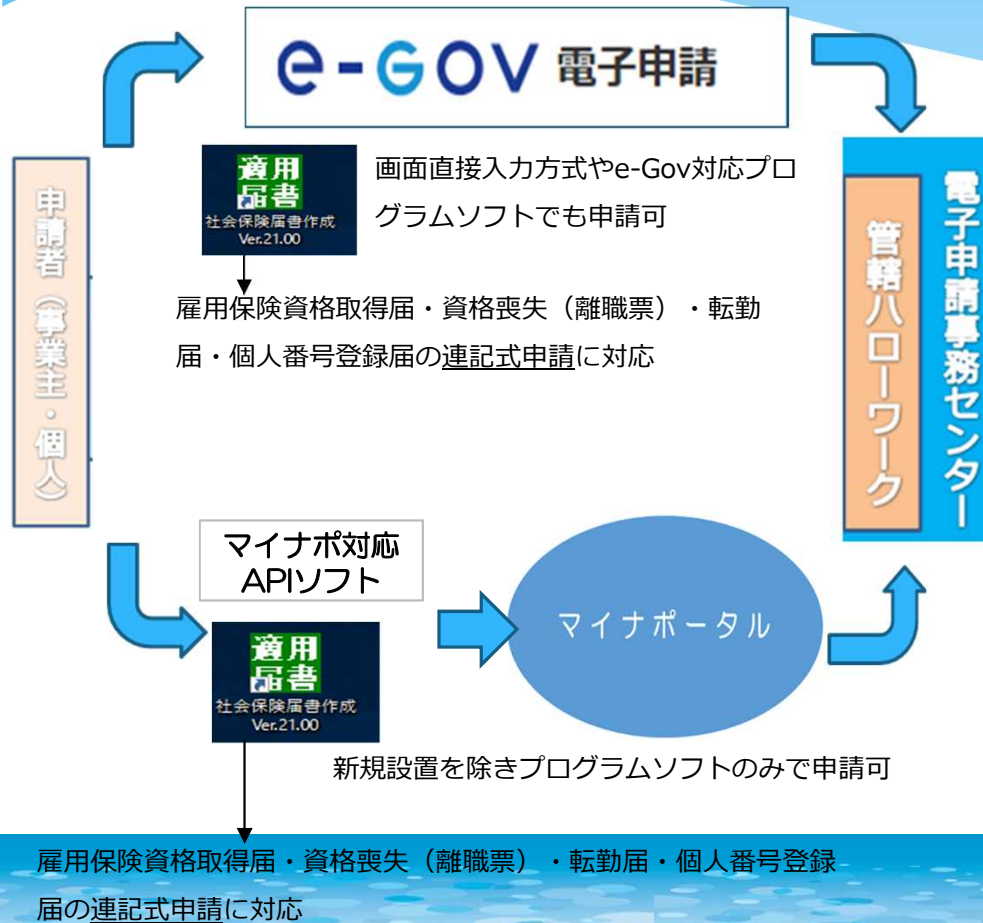 e-GOV 電子申請
適用
届書
社会保険届書作成
Ver.21.00
画面直接入力方式やe-Gov対応プロ
グラムソフトでも申請可
雇用保険資格取得届・資格喪失（離職票）・転勤
届・個人番号登録届の連記式申請に対応
申請者（事業主・個人）
管轄ハローワーク
電子申請事務センター
マイナポ対応
APIソフト
適用
届書
社会保険届書作成
Ver.21.00
マイナポータル
新規設置を除きプログラムソフトのみで申請可
雇用保険資格取得届・資格喪失（離職票）・転勤届・個人番号登録
届の連記式申請に対応